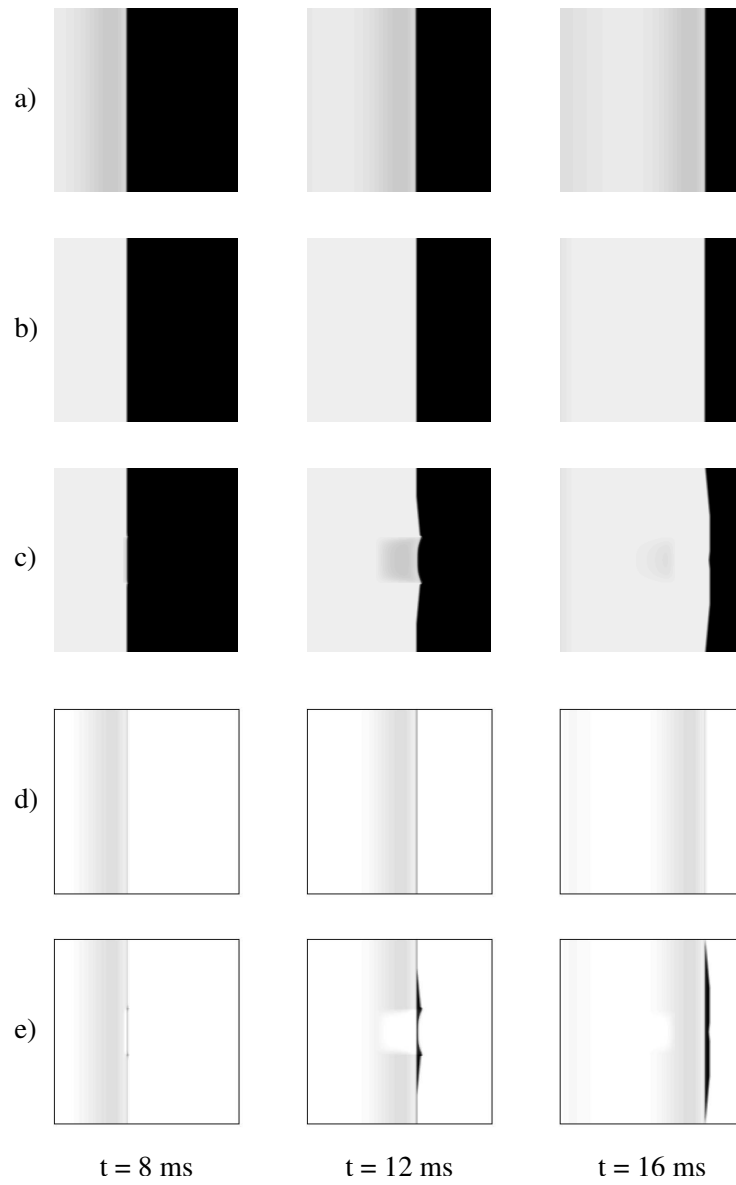 a)
b)
c)
d)
e)
t = 8 ms t = 12 ms t = 16 ms